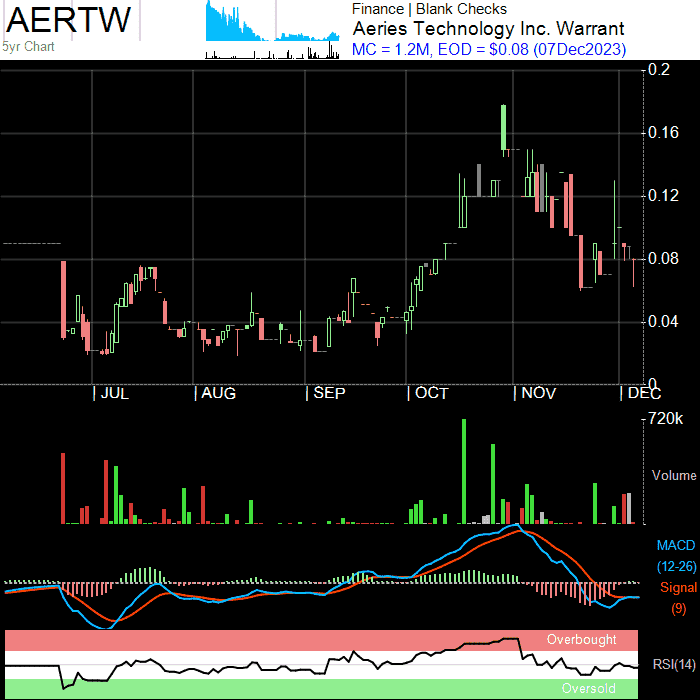 AERTW
5yr Chart
Finance | Blank Checks
Aeries Technology Inc. Warrant
MC = 1.2M, EOD = $0.08 (07Dec2023)
0.2
0.16
0.12
0.08
0.04
0
JUL AUG SEP OCT NOV DEC
720k
Volume
MACD
(12-26)
Signal
(9)
Overbought
RSI(14)
Oversold